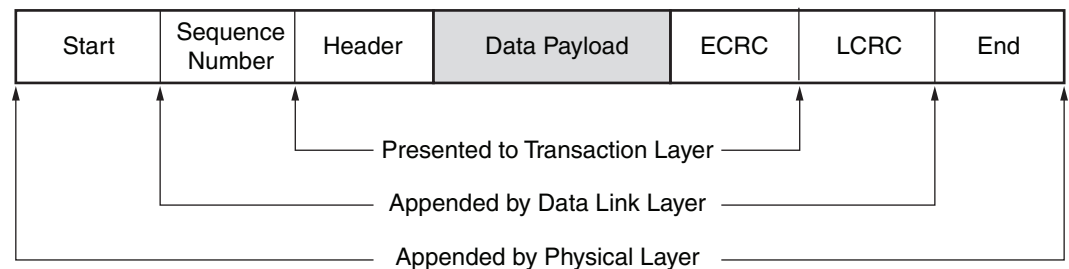 Start
Sequence
Number
Header
Data Payload
ECRC
LCRC
End
Presented to Transaction Layer
Appended by Data Link Layer
Appended by Physical Layer